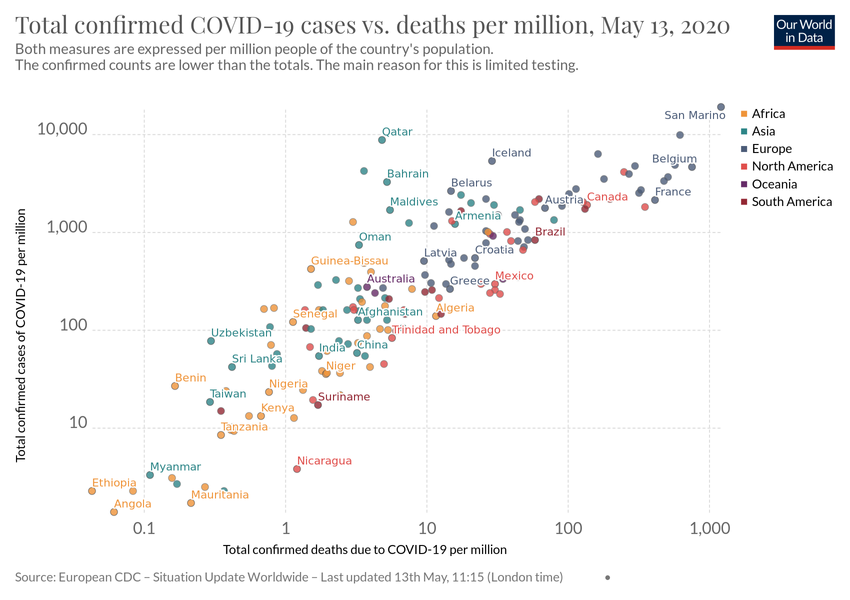 Total confirmed COVID-19 cases vs. deaths per million, May 13, 2020
Our World
in Data
Both measures are expressed per million people of the country's population.
The confirmed counts are lower than the totals. The main reason for this is limited testing.
Total confirmed cases of COVID-19 per million
10,000
1,000
100
10
San Marino
Qatar
Iceland
Belgium
Bahrain
Belarus
Maldives
Austria
Canada
France
Armenia
Oman
Brazil
Latvia
Croatia
Guinea-Bissau
Australia
Greece
Mexico
Senegal
Afghanistan
Algeria
Uzbekistan
Trinidad and Tobago
India
China
Sri Lanka
Niger
Benin
Nigeria
Taiwan
Suriname
Kenya
Tanzania
Nicaragua
Myanmar
Ethiopia
Mauritania
Angola
Africa
Asia
Europe
North America
Oceania
South America
0.1
1
10
100
1,000
Total confirmed deaths due to COVID-19 per million
Source: European CDC – Situation Update Worldwide – Last updated 13th May, 11:15 (London time)